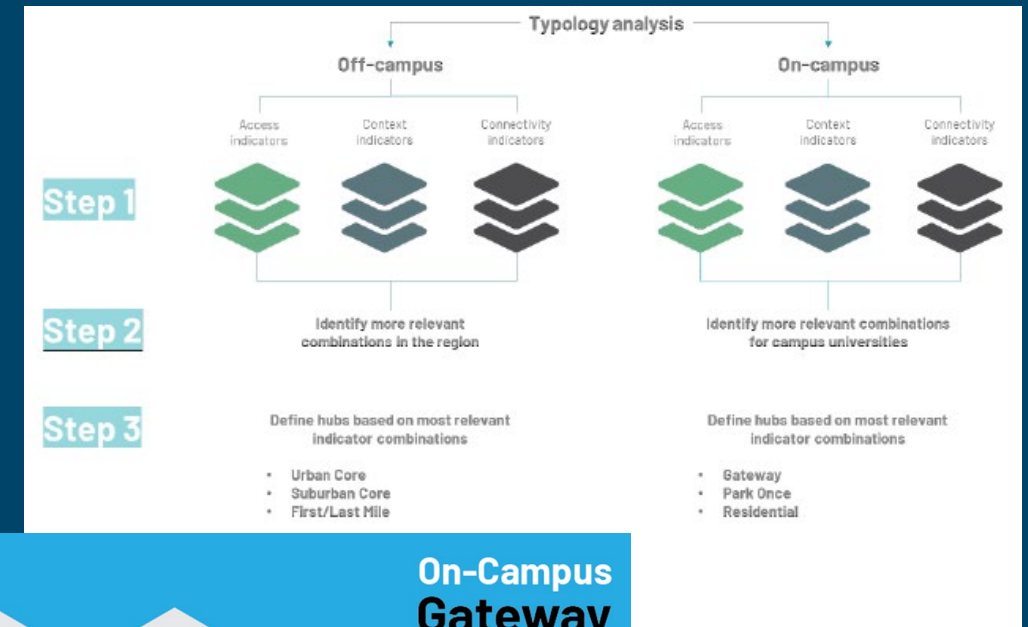 Typology analysis
Off-campus
On-campus
Access
indicators
Context
indicators
Connectivity
indicators
Access
indicators
Context
indicators
Connectivity
indicators
Step 1
Step 2
Identify more relevant
combinations in the region
Identify more relevant combinations
for campus universities
Step 3
Define hubs based on most relevant
indicator combinations
• Urban Core
• Suburban Core
• First/Last Mile
Define hubs based on most relevant
indicator combinations
• Gateway
• Park Once
• Residential
On-Campus
Gateway